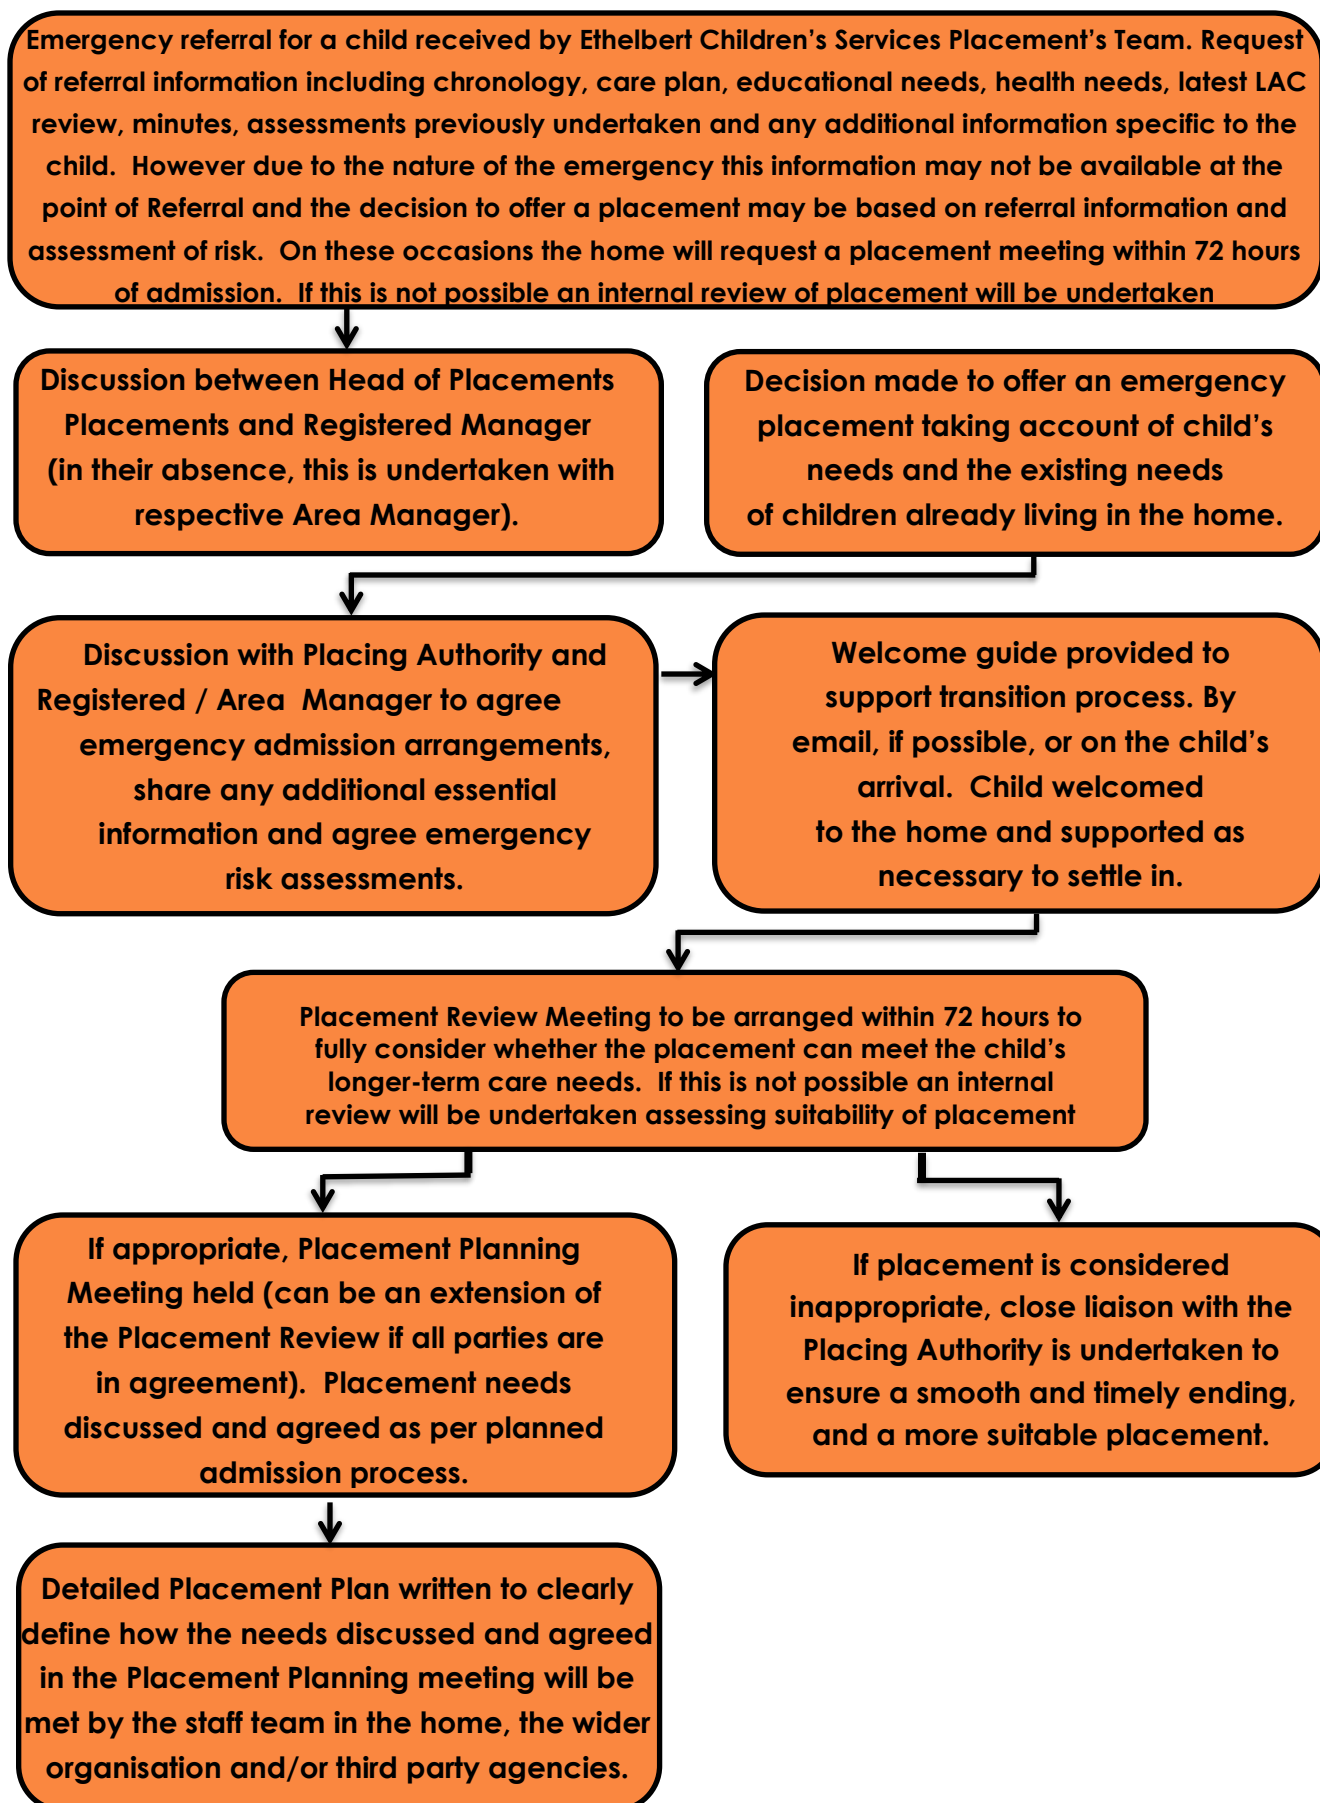 Emergency referral for a child received by Ethelbert Children’s Services Placement’s Team. Request
of referral information including chronology, care plan, educational needs, health needs, latest LAC
review, minutes, assessments previously undertaken and any additional information specific to the
child.  However due to the nature of the emergency this information may not be available at the
point of Referral and the decision to offer a placement may be based on referral information and
assessment of risk.  On these occasions the home will request a placement meeting within 72 hours
of admission.  If this is not possible an internal review of placement will be undertaken
Discussion between Head of Placements
Placements and Registered Manager
(in their absence, this is undertaken with
respective Area Manager).
Decision made to offer an emergency
placement taking account of child’s
needs and the existing needs
of children already living in the home.
Discussion with Placing Authority and
Registered / Area  Manager to agree
emergency admission arrangements,
share any additional essential
information and agree emergency
risk assessments.
Welcome guide provided to
support transition process. By
email, if possible, or on the child’s
arrival.  Child welcomed
to the home and supported as
necessary to settle in.
Placement Review Meeting to be arranged within 72 hours to
fully consider whether the placement can meet the child’s
longer-term care needs.  If this is not possible an internal
review will be undertaken assessing suitability of placement
If appropriate, Placement Planning
Meeting held (can be an extension of
the Placement Review if all parties are
in agreement).  Placement needs
discussed and agreed as per planned
admission process.
If placement is considered
inappropriate, close liaison with the
Placing Authority is undertaken to
ensure a smooth and timely ending,
and a more suitable placement.
Detailed Placement Plan written to clearly
define how the needs discussed and agreed
in the Placement Planning meeting will be
met by the staff team in the home, the wider
organisation and/or third party agencies.